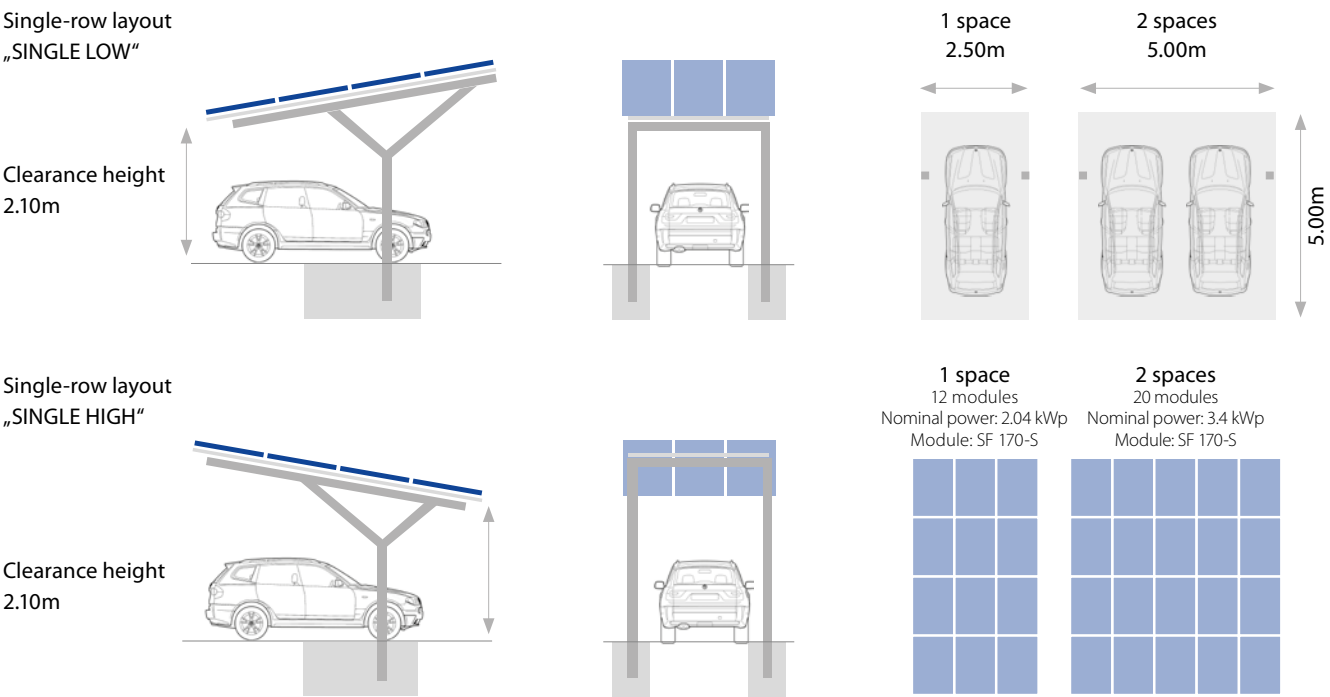 Single-row layout
„SINGLE LOW“
Clearance height
2.10m
1 space
2.50m
2 spaces
5.00m
5.00m
Single-row layout
„SINGLE HIGH“
Clearance height
2.10m
1 space
12 modules
Nominal power: 2.04 kWp
Module: SF 170-S
2 spaces
20 modules
Nominal power: 3.4 kWp
Module: SF 170-S